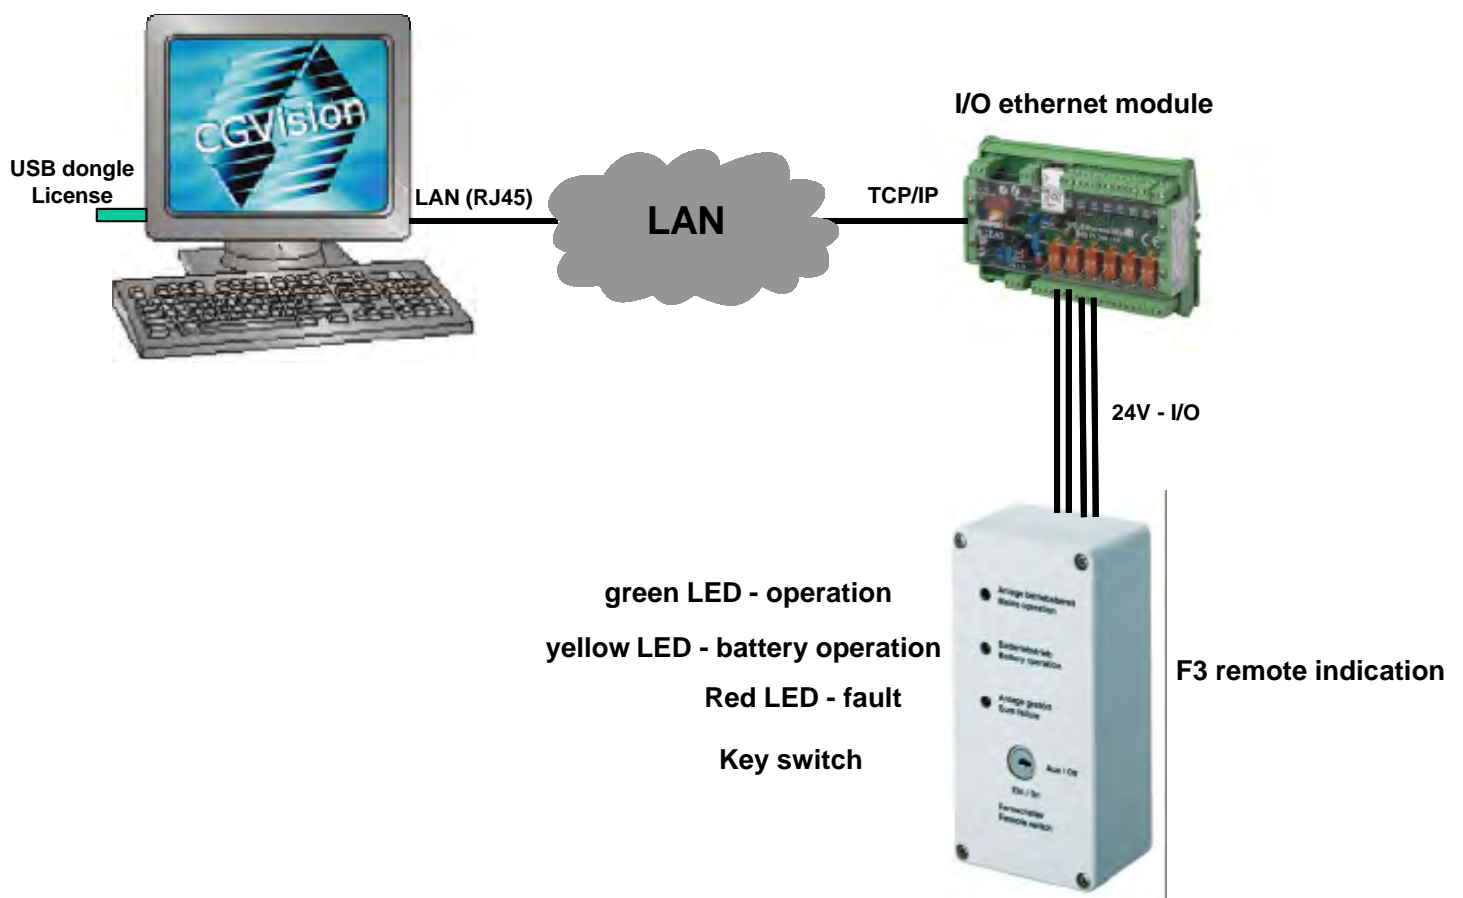 CGVision
I/O ethernet module
USB dongle
License
LAN (RJ45)
LAN
TCP/IP
24V - I/O
green LED - operation
yellow LED - battery operation
Red LED - fault
Key switch
F3 remote indication
Anlage betriebsbereit
Mains operation
Batteriebetrieb
Battery operation
Anlage gestört
Sum failure
Aus / Off
Ein / On
Fernschalter
Remote switch